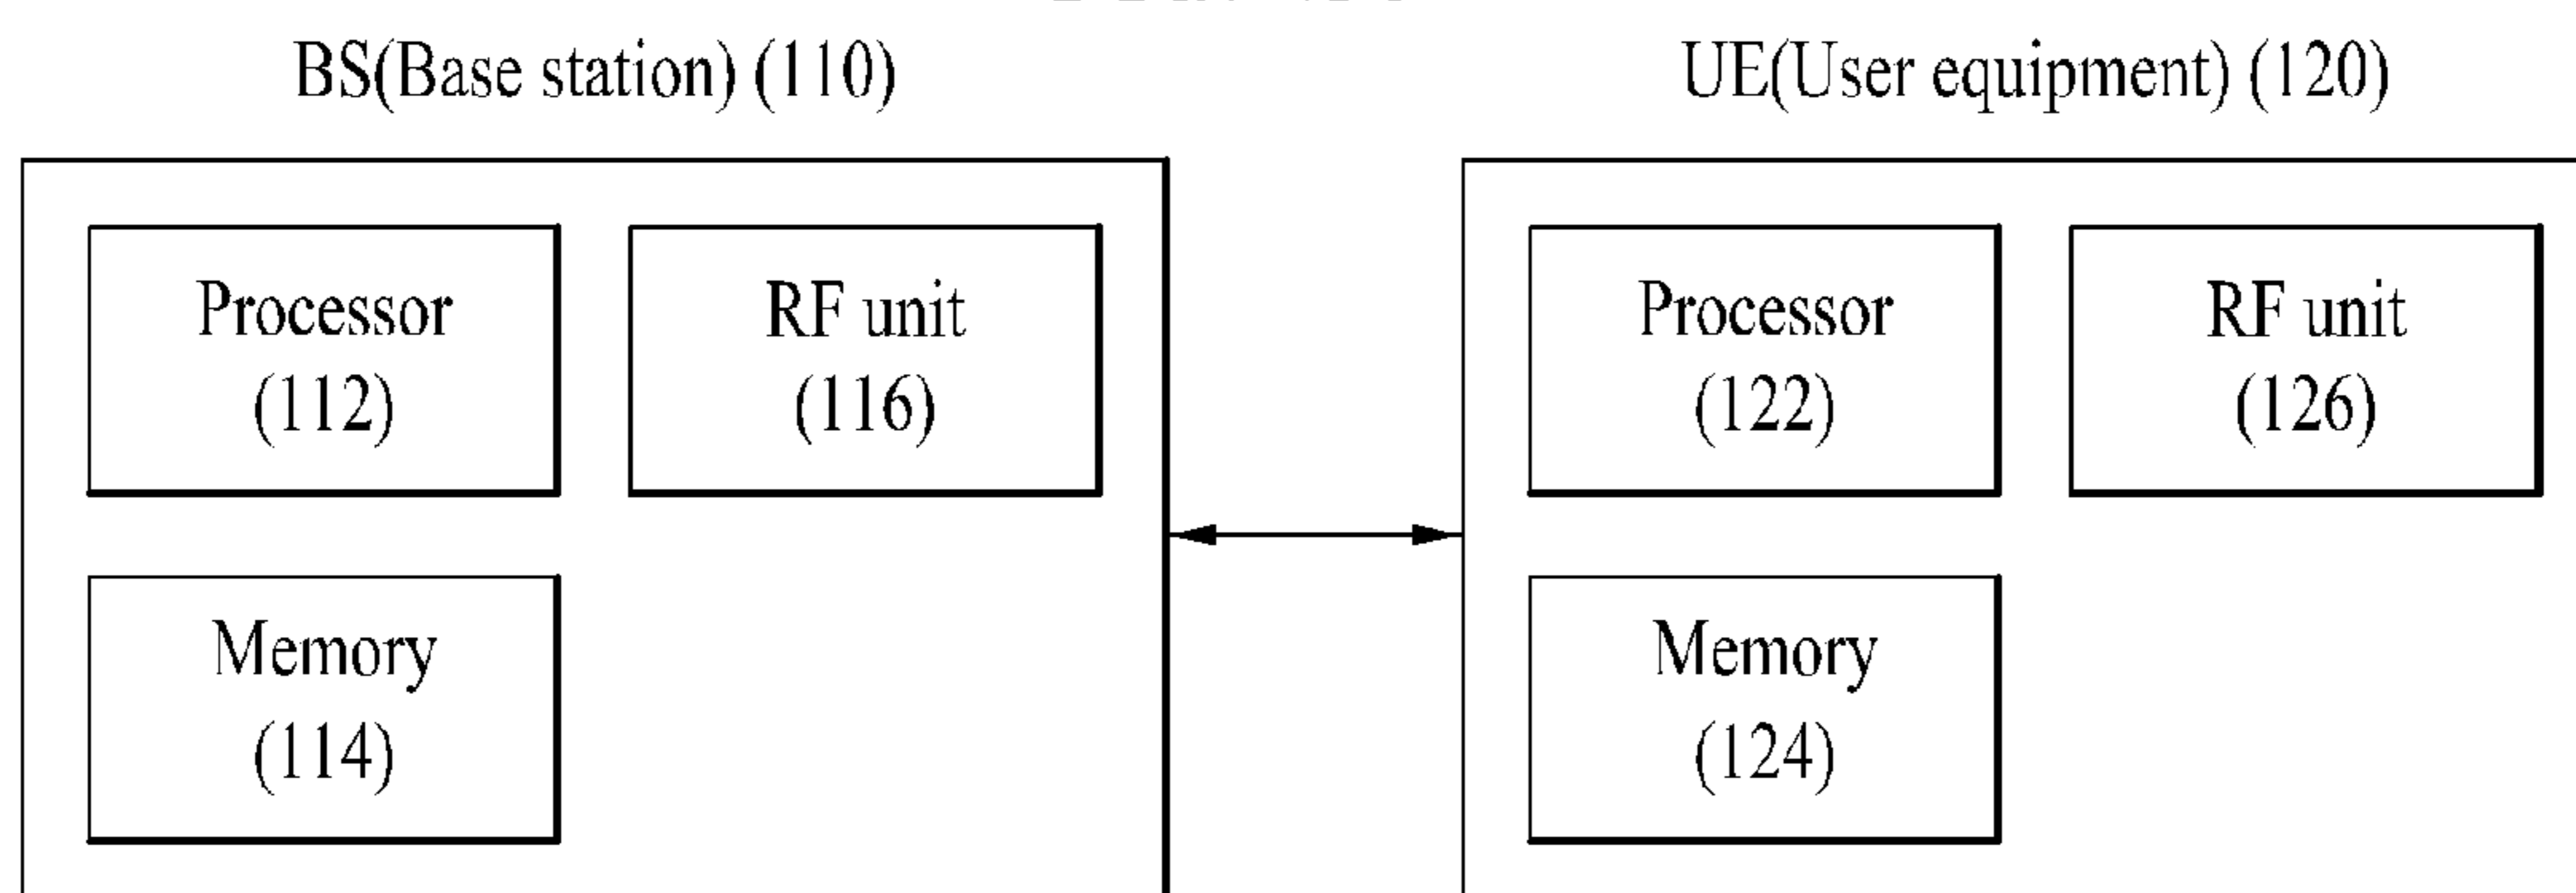 BS(Base station) (110)
UE(User equipment) (120)
Processor
(112)
RF unit
(116)
Memory
(114)
Processor
(122)
RF unit
(126)
Memory
(124)